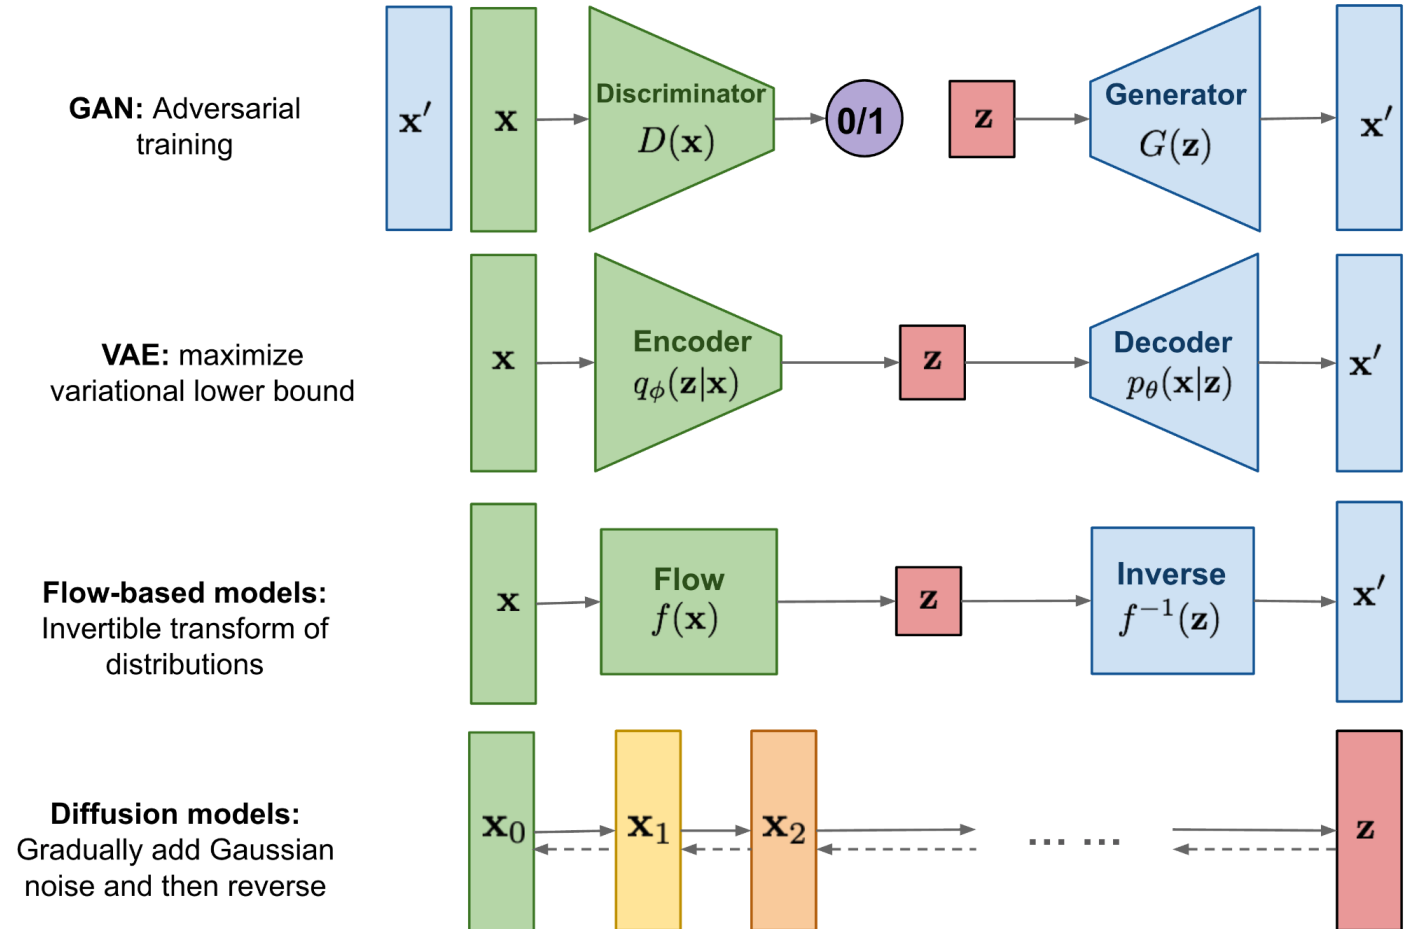 GAN: Adversarial
training
x′
x
Discriminator
D(x)
0/1
z
Generator
G(z)
x′
VAE: maximize
variational lower bound
x
Encoder
qϕ(z|x)
z
Decoder
pθ(x|z)
x′
Flow-based models:
Invertible transform of
distributions
x
Flow
f(x)
z
Inverse
f⁻¹(z)
x′
Diffusion models:
Gradually add Gaussian
noise and then reverse
x₀
x₁
x₂
... ...
z